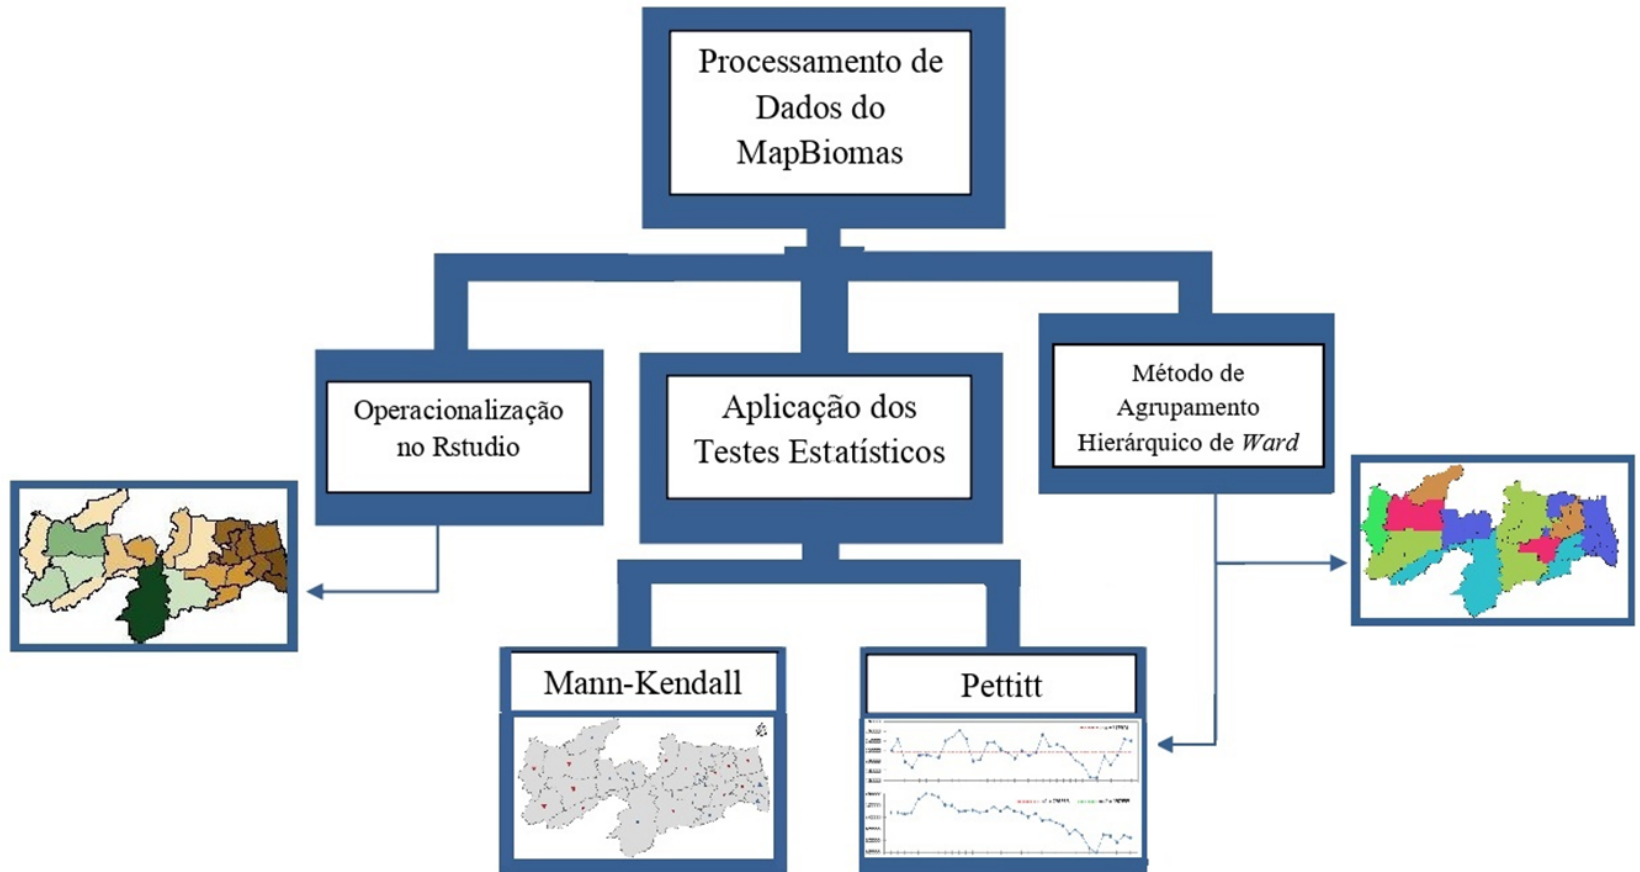 Processamento de
Dados do
MapBiomas
Operacionalização
no Rstudio
Aplicação dos
Testes Estatísticos
Método de
Agrupamento
Hierárquico de Ward
Mann-Kendall
Pettitt